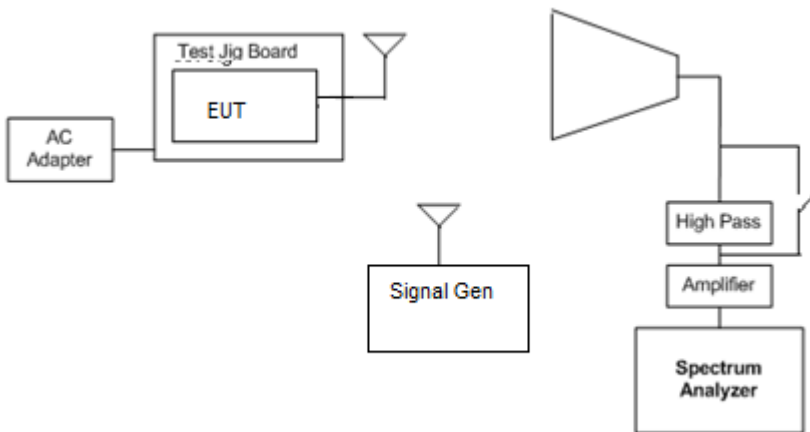 Test Jig Board
EUT
AC
Adapter
High Pass
Amplifier
Signal Gen
Spectrum
Analyzer